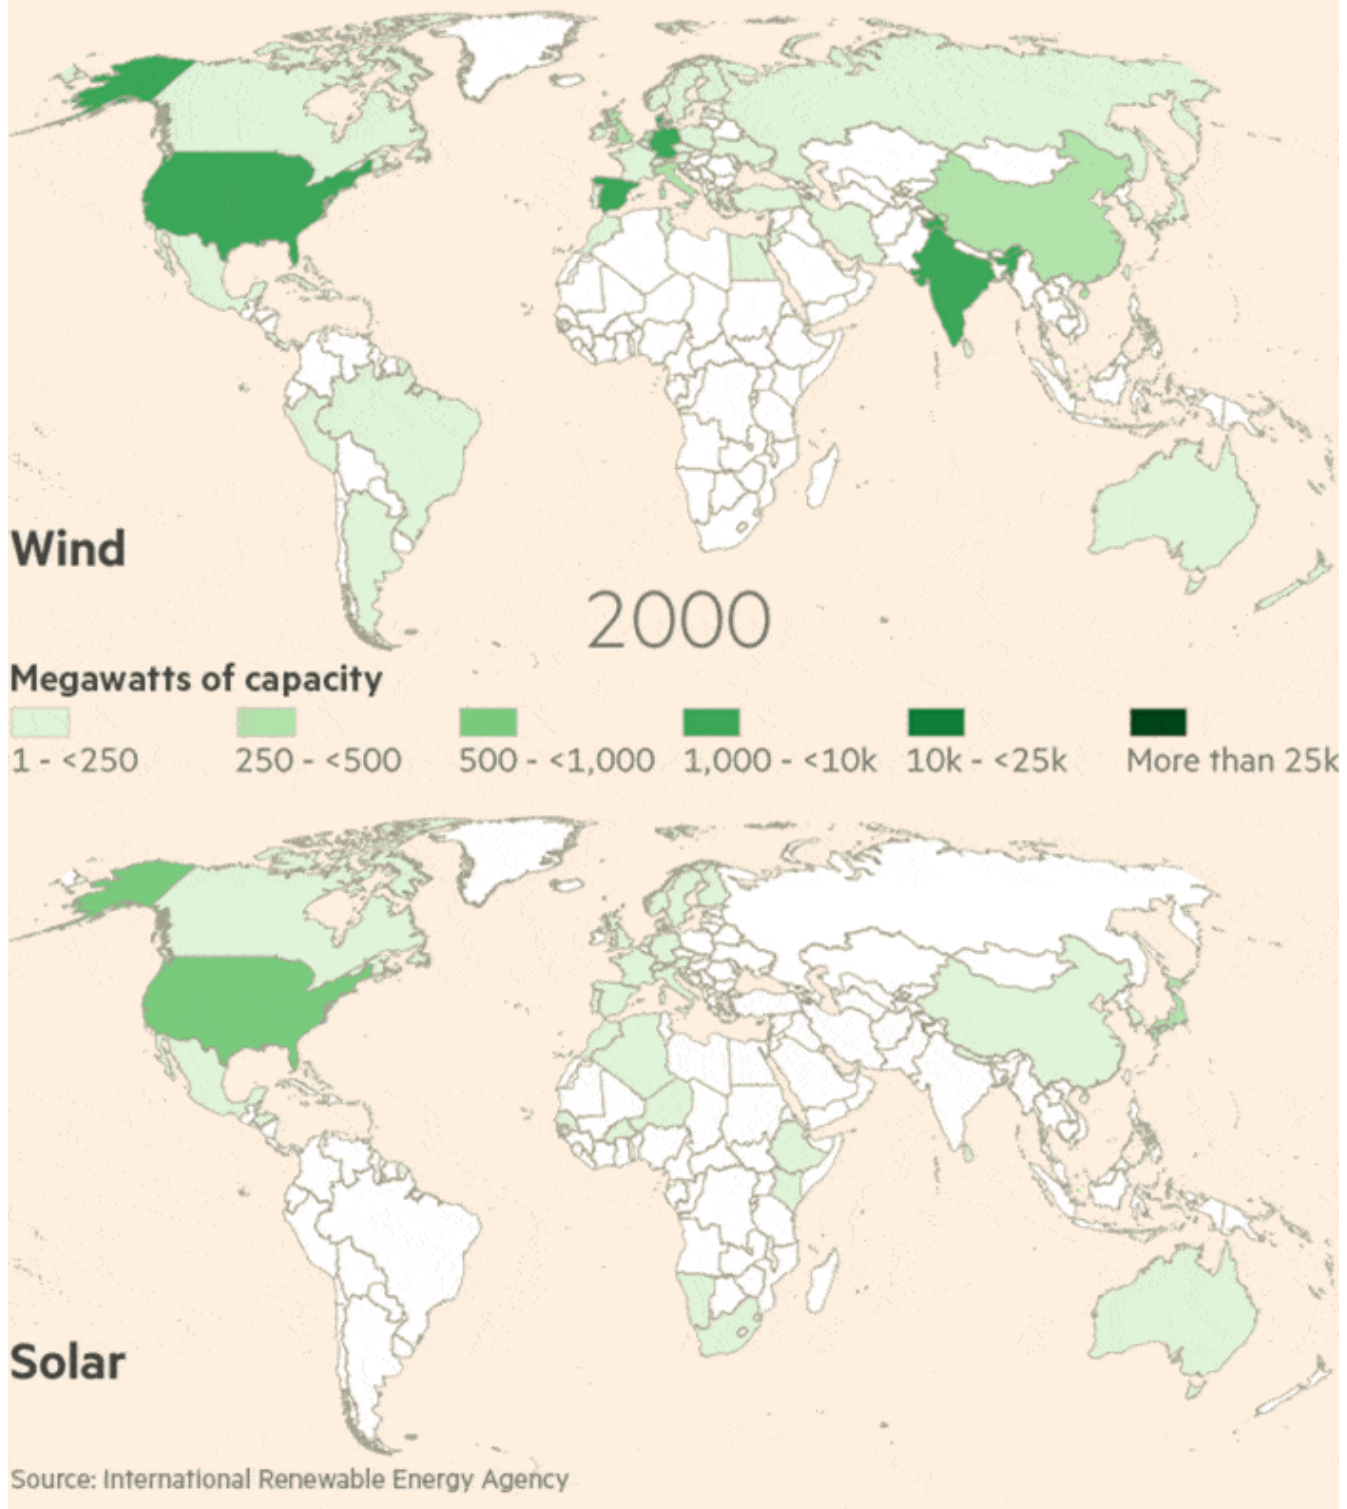 Wind
2000
Megawatts of capacity
1 - <250
250 - <500
500 - <1,000
1,000 - <10k
10k - <25k
More than 25k
Solar
Source: International Renewable Energy Agency